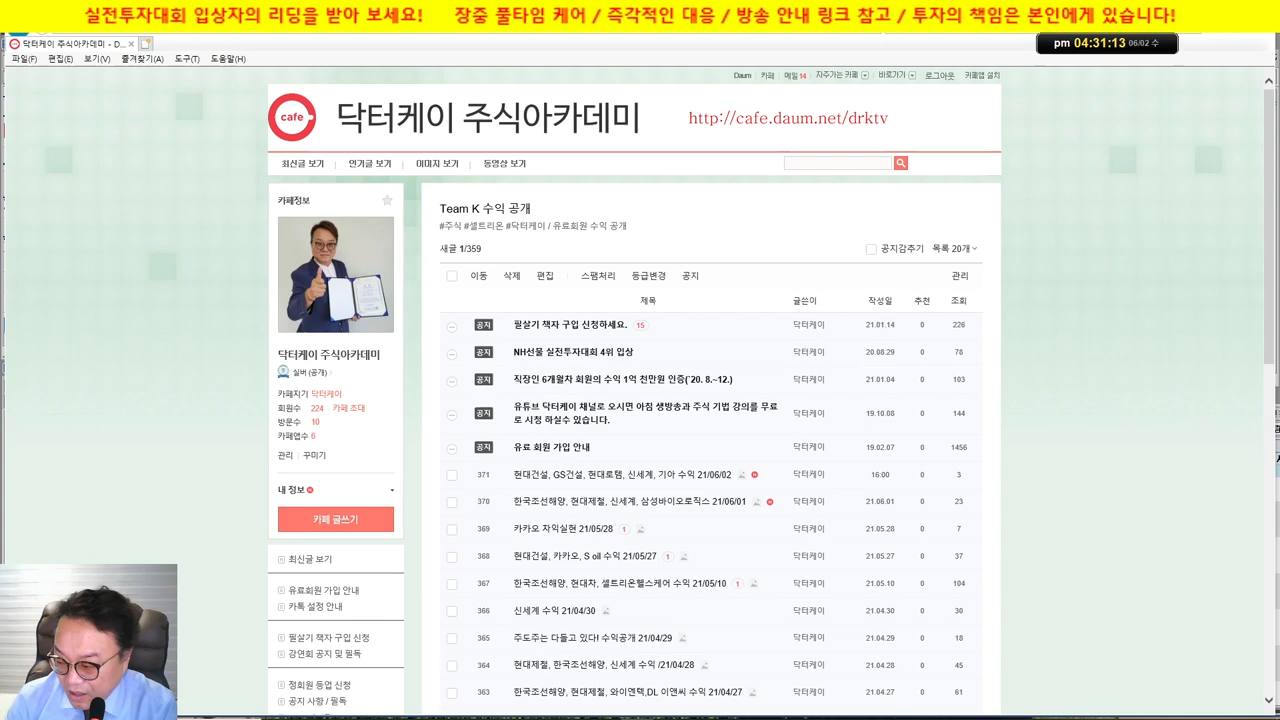 실전투자대회 입상자의 리딩을 받아 보세요! 장중 풀타임 케어 / 즉각적인 대응 / 방송 안내 링크 참고 / 투자의 책임은 본인에게 있습니다!
닥터케이 주식아카데미 - D...
pm 04:31:13 06/02 수
파일(F) 편집(E) 보기(V) 즐겨찾기(A) 도구(T) 도움말(H)
Daum 카페 메일 14 자주가는 카페 바로가기 로그아웃 카페앱 설치
cafe 닥터케이 주식아카데미 http://cafe.daum.net/drktv
최신글 보기 인기글 보기 이미지 보기 동영상 보기
카페정보
닥터케이 주식아카데미
실버 (공개)
카페지기 닥터케이
회원수 224 카페 초대
방문수 10
카페앱수 6
관리 꾸미기
내 정보
카페 글쓰기
최신글 보기
유료회원 가입 안내
카톡 설정 안내
필살기 책자 구입 신청
강연회 공지 및 필독
정회원 등업 신청
공지 사항 / 필독
Team K 수익 공개
#주식 #셀트리온 #닥터케이 / 유료회원 수익 공개
새글 1/359 공지감추기 목록 20개
이동 삭제 편집 스팸처리 등급변경 공지 관리
제목 글쓴이 작성일 추천 조회
공지 필살기 책자 구입 신청하세요. 15 닥터케이 21.01.14 0 226
공지 NH선물 실전투자대회 4위 입상 닥터케이 20.08.29 0 78
공지 직장인 6개월차 회원의 수익 1억 천만원 인증(`20. 8.~12.) 닥터케이 21.01.04 0 103
공지 유튜브 닥터케이 채널로 오시면 아침 생방송과 주식 기법 강의를 무료 닥터케이 19.10.08 0 144
로 시청 하실수 있습니다.
공지 유료 회원 가입 안내 닥터케이 19.02.07 0 1456
371 현대건설, GS건설, 현대로템, 신세계, 기아 수익 21/06/02 닥터케이 16:00 0 3
370 한국조선해양, 현대제철, 신세계, 삼성바이오로직스 21/06/01 닥터케이 21.06.01 0 23
369 카카오 차익실현 21/05/28 1 닥터케이 21.05.28 0 7
368 현대건설, 카카오, S oil 수익 21/05/27 1 닥터케이 21.05.27 0 37
367 한국조선해양, 현대차, 셀트리온헬스케어 수익 21/05/10 1 닥터케이 21.05.10 0 104
366 신세계 수익 21/04/30 닥터케이 21.04.30 0 30
365 주도주는 다들고 있다! 수익공개 21/04/29 닥터케이 21.04.29 0 18
364 현대제철, 한국조선해양, 신세계 수익 /21/04/28 닥터케이 21.04.28 0 45
363 한국조선해양, 현대제철, 와이엔텍,DL 이앤씨 수익 21/04/27 닥터케이 21.04.27 0 61